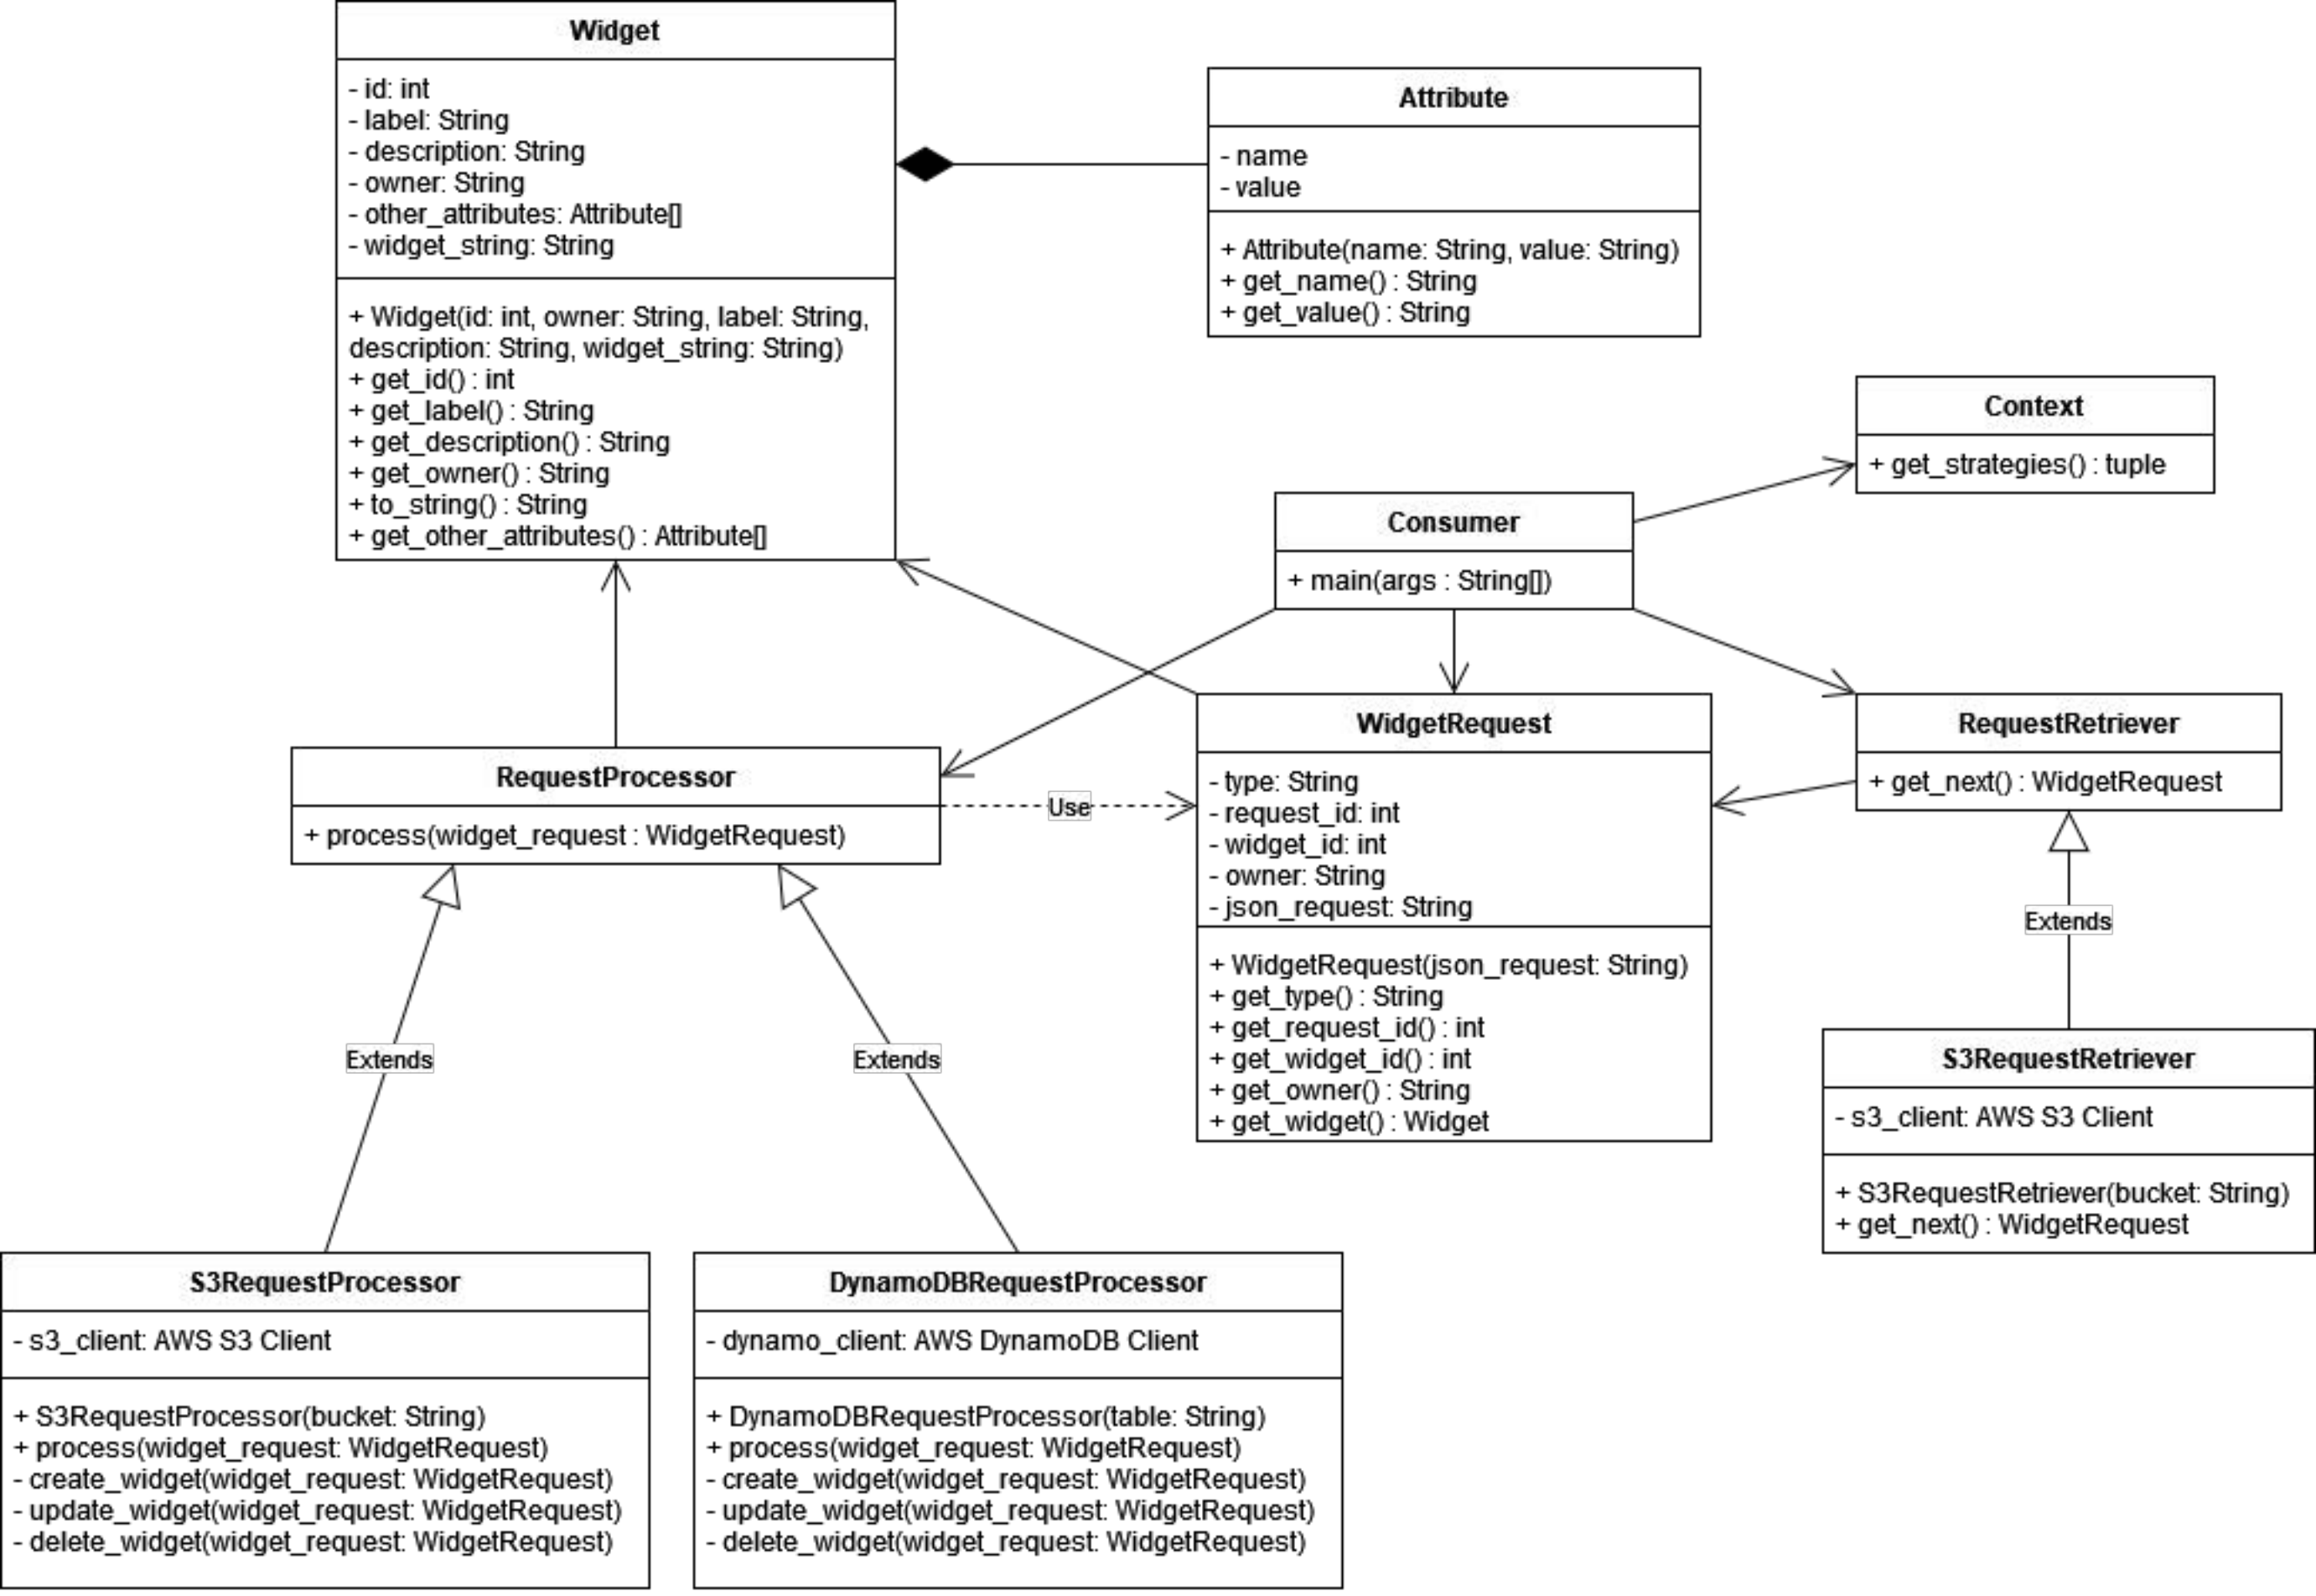 Widget
- id: int
- label: String
- description: String
- owner: String
- other_attributes: Attribute[]
- widget_string: String
+ Widget(id: int, owner: String, label: String,
description: String, widget_string: String)
+ get_id() : int
+ get_label() : String
+ get_description() : String
+ get_owner() : String
+ to_string() : String
+ get_other_attributes() : Attribute[]
Attribute
- name
- value
+ Attribute(name: String, value: String)
+ get_name() : String
+ get_value() : String
Context
+ get_strategies() : tuple
Consumer
+ main(args : String[])
RequestProcessor
+ process(widget_request : WidgetRequest)
Use
WidgetRequest
- type: String
- request_id: int
- widget_id: int
- owner: String
- json_request: String
+ WidgetRequest(json_request: String)
+ get_type() : String
+ get_request_id() : int
+ get_widget_id() : int
+ get_owner() : String
+ get_widget() : Widget
RequestRetriever
+ get_next() : WidgetRequest
Extends
Extends
Extends
S3RequestRetriever
- s3_client: AWS S3 Client
+ S3RequestRetriever(bucket: String)
+ get_next() : WidgetRequest
S3RequestProcessor
- s3_client: AWS S3 Client
+ S3RequestProcessor(bucket: String)
+ process(widget_request: WidgetRequest)
- create_widget(widget_request: WidgetRequest)
- update_widget(widget_request: WidgetRequest)
- delete_widget(widget_request: WidgetRequest)
DynamoDBRequestProcessor
- dynamo_client: AWS DynamoDB Client
+ DynamoDBRequestProcessor(table: String)
+ process(widget_request: WidgetRequest)
- create_widget(widget_request: WidgetRequest)
- update_widget(widget_request: WidgetRequest)
- delete_widget(widget_request: WidgetRequest)